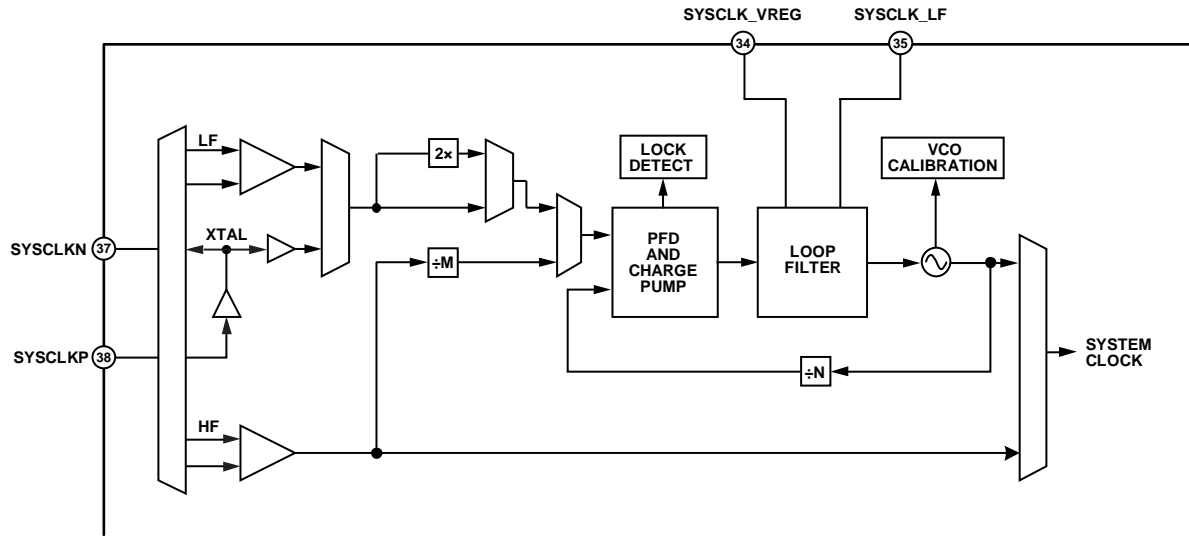 SYSCLK_VREG
SYSCLK_LF
34
35
LF
2×
LOCK
DETECT
VCO
CALIBRATION
SYSCLKN
37
XTAL
PFD
AND
CHARGE
PUMP
LOOP
FILTER
÷M
SYSCLKP
38
÷N
SYSTEM
CLOCK
HF